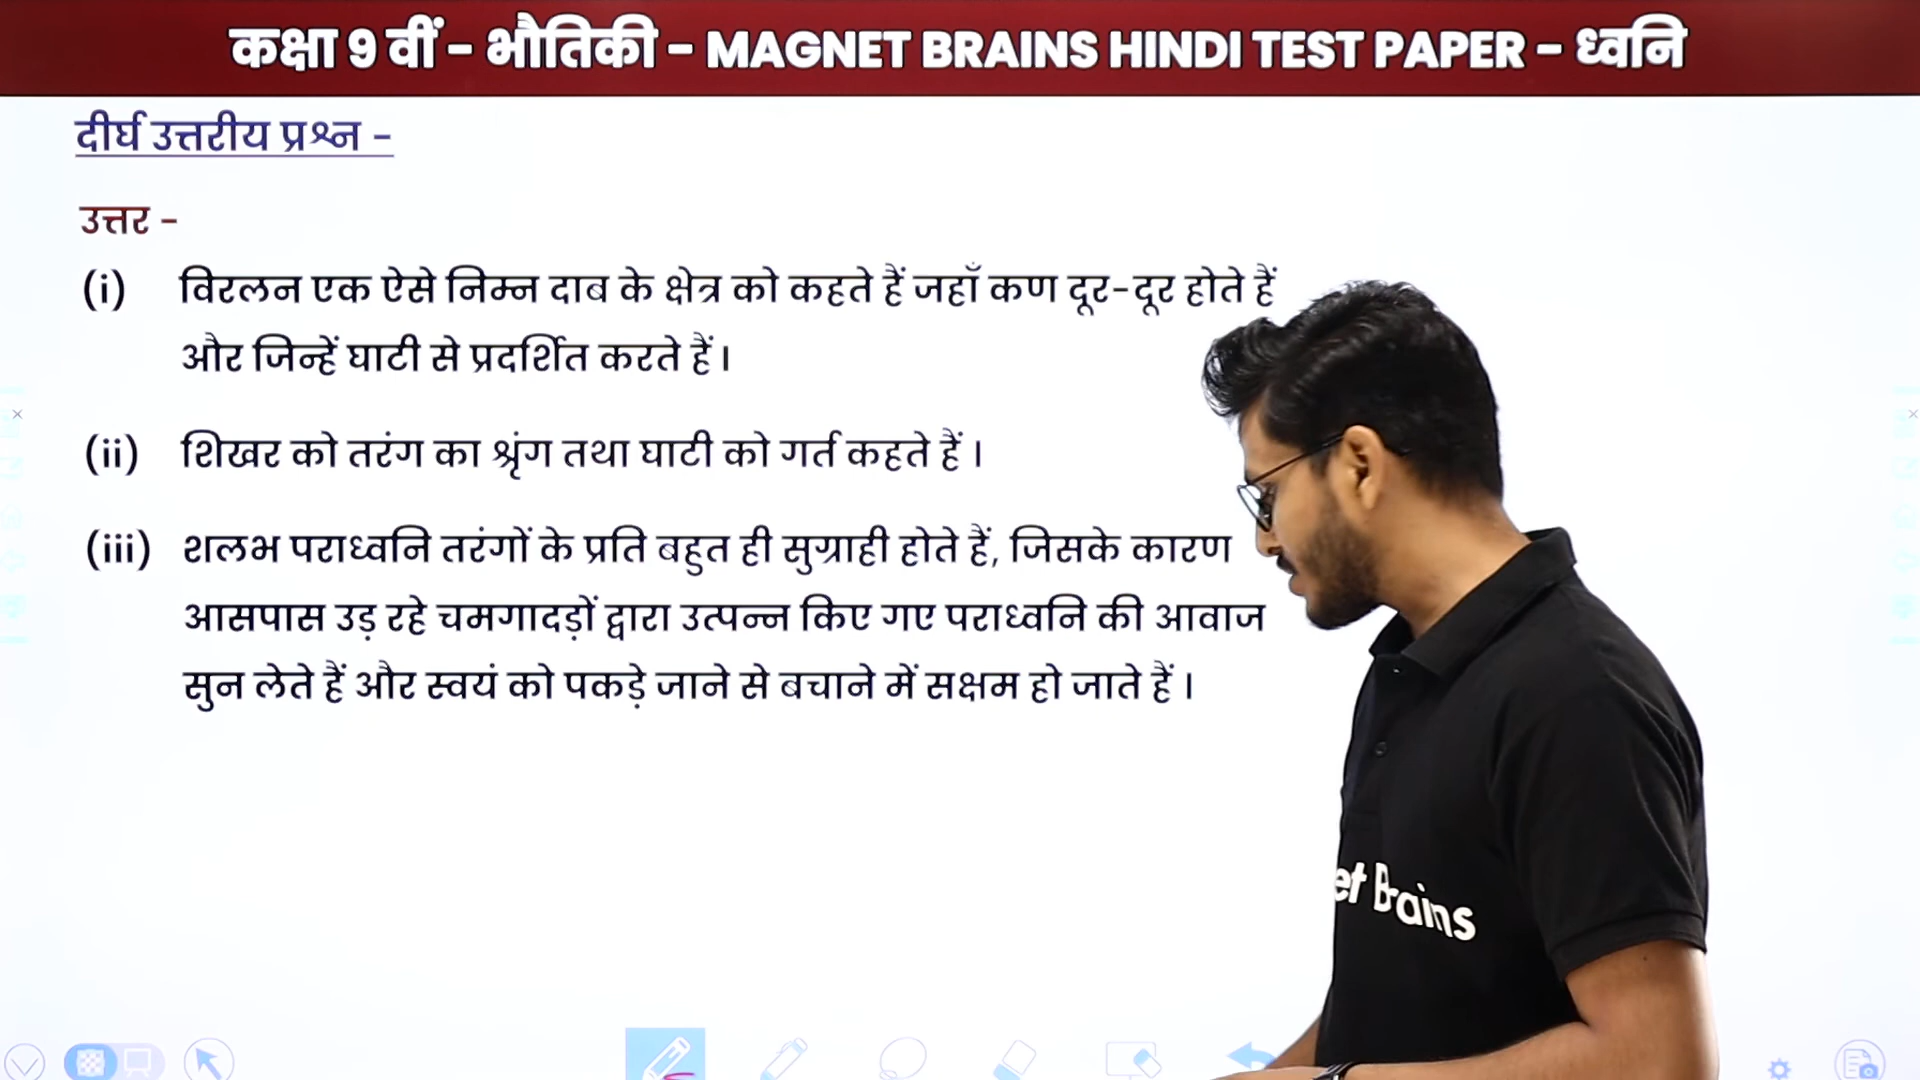 कक्षा 9 वीं - भौतिकी - MAGNET BRAINS HINDI TEST PAPER - ध्वनि
दीर्घ उत्तरीय प्रश्न -
उत्तर -
(i) विरलन एक ऐसे निम्न दाब के क्षेत्र को कहते हैं जहाँ कण दूर-दूर होते हैं
और जिन्हें घाटी से प्रदर्शित करते हैं।
(ii) शिखर को तरंग का श्रृंग तथा घाटी को गर्त कहते हैं।
(iii) शलभ पराध्वनि तरंगों के प्रति बहुत ही सुग्राही होते हैं, जिसके कारण
आसपास उड़ रहे चमगादड़ों द्वारा उत्पन्न किए गए पराध्वनि की आवाज
सुन लेते हैं और स्वयं को पकड़े जाने से बचाने में सक्षम हो जाते हैं।
et Brains